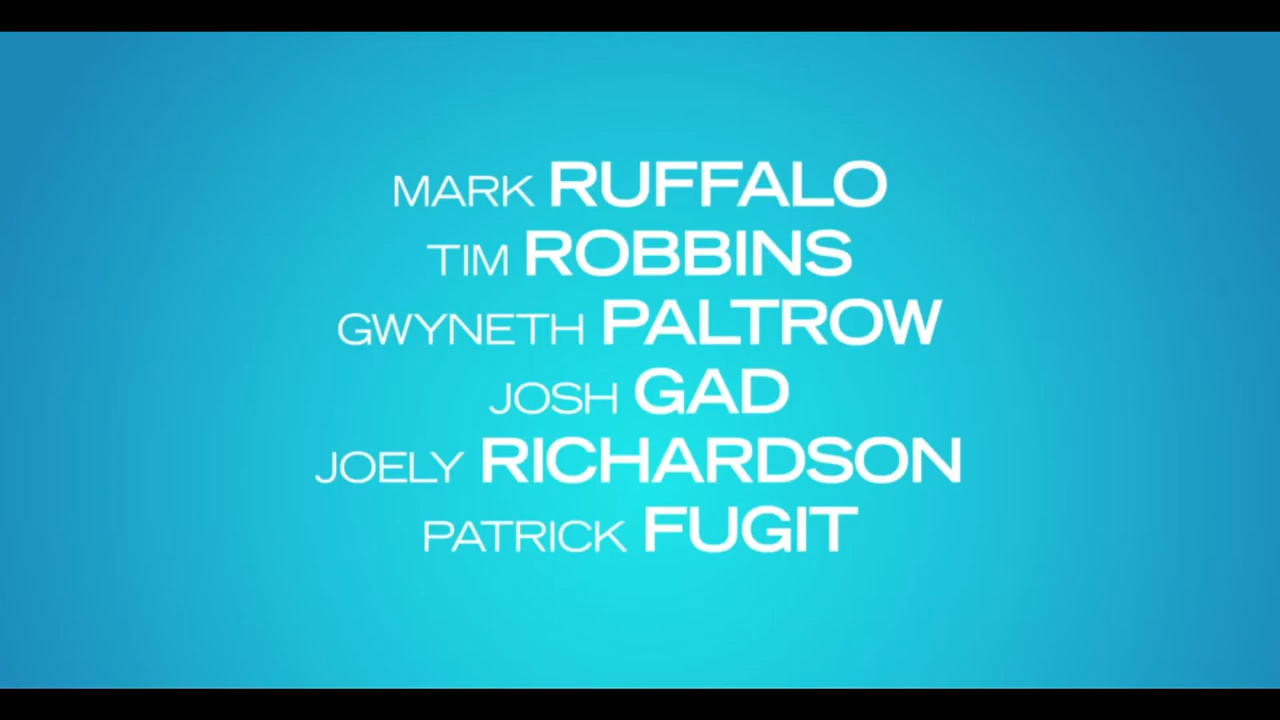 MARK RUFFALO
TIM ROBBINS
GWYNETH PALTROW
JOSH GAD
JOELY RICHARDSON
PATRICK FUGIT